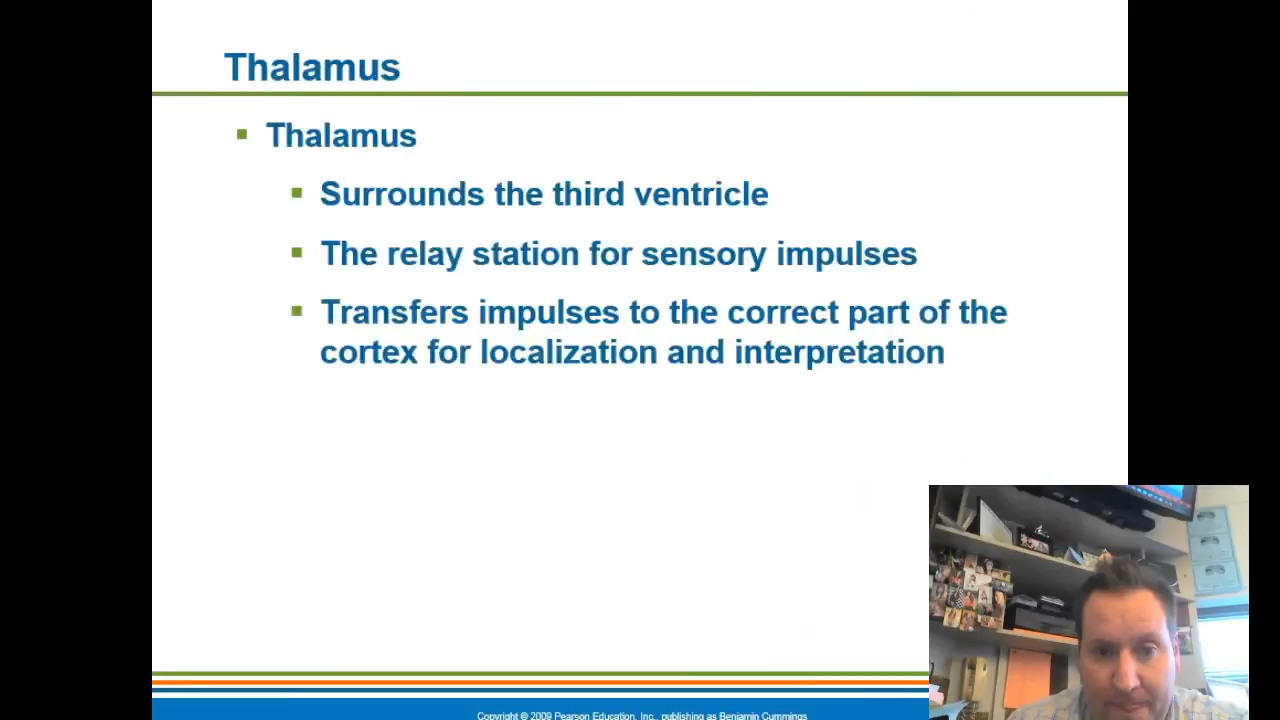 Thalamus
Thalamus
Surrounds the third ventricle
The relay station for sensory impulses
Transfers impulses to the correct part of the
cortex for localization and interpretation
Copyright © 2009 Pearson Education, Inc., publishing as Benjamin Cummings